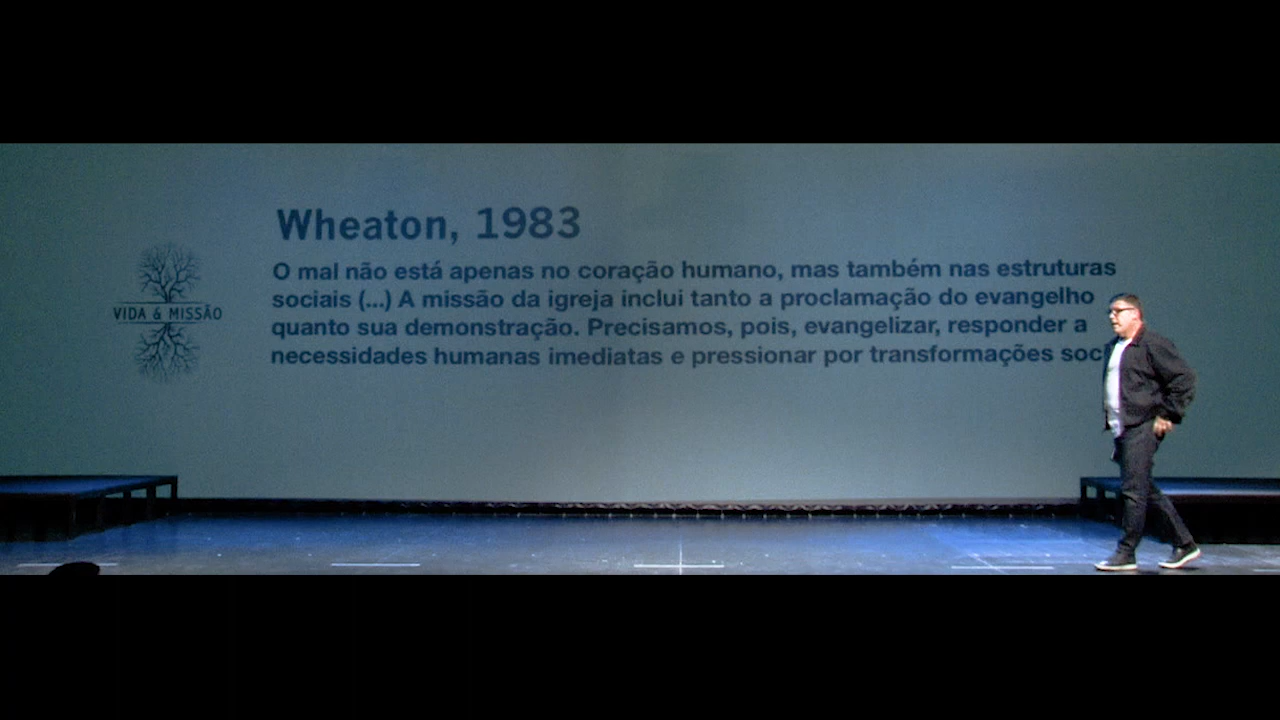 Wheaton, 1983
O mal não está apenas no coração humano, mas também nas estruturas
sociais (...) A missão da igreja inclui tanto a proclamação do evangelho
quanto sua demonstração. Precisamos, pois, evangelizar, responder a
necessidades humanas imediatas e pressionar por transformações
VIDA & MISSÃO